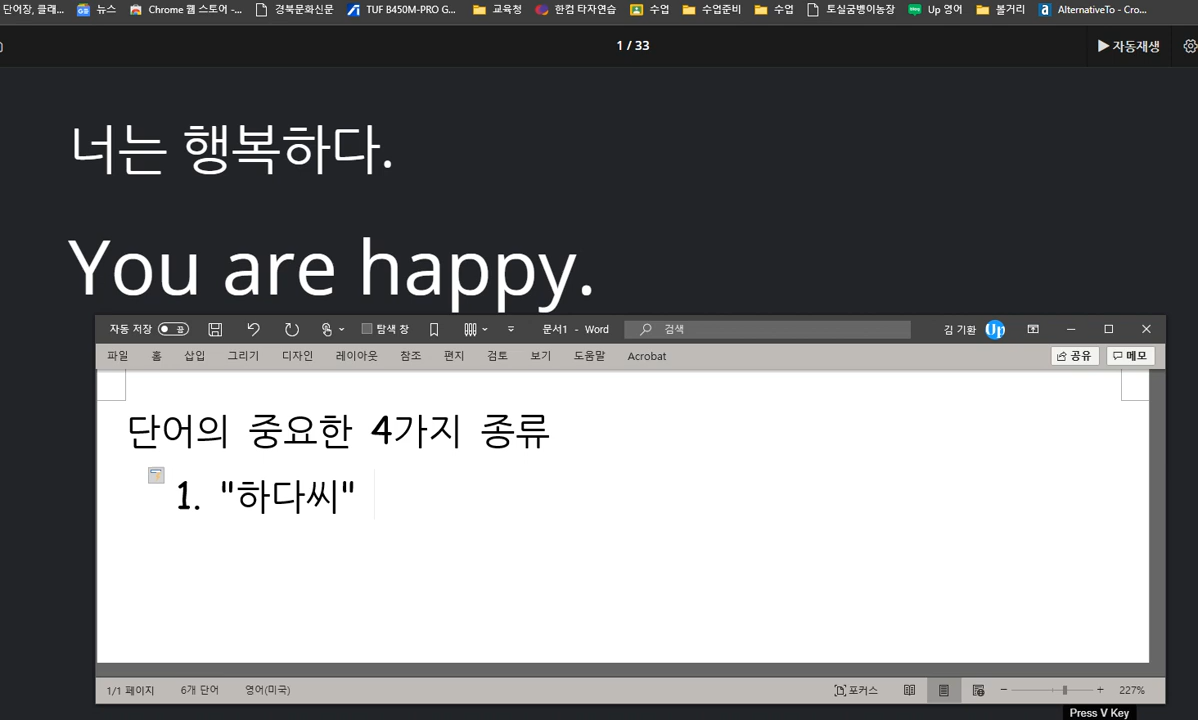 단어장, 클래... 뉴스 Chrome 웹 스토어 -... 경북문화신문 TUF B450M-PRO G... 교육청 한컴 타자연습 수업 수업준비 수업 토실굼벵이농장 Up 영어 볼거리 AlternativeTo - Cro...
1 / 33 ▶ 자동재생
너는 행복하다.
You are happy.
자동 저장 끔 탐색 창 문서1 - Word 검색 김 기환 Up
파일 홈 삽입 그리기 디자인 레이아웃 참조 편지 검토 보기 도움말 Acrobat 공유 메모
단어의 중요한 4가지 종류
1. "하다씨"
1/1 페이지 6개 단어 영어(미국) 포커스 - + 227%
Press V Key